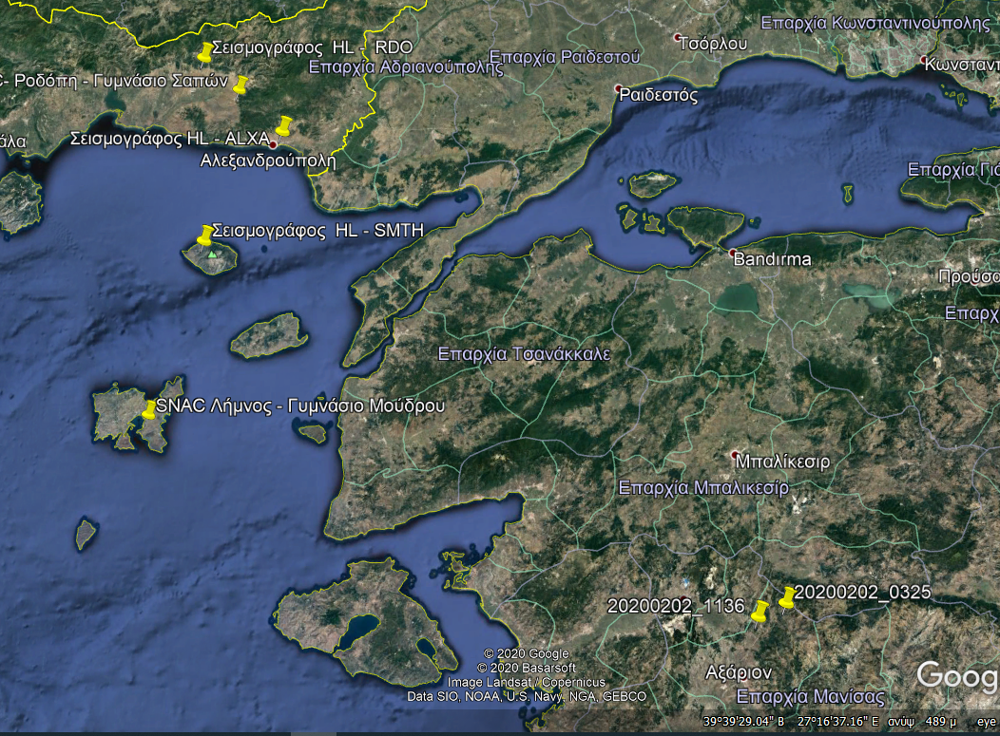 Επαρχία Κωνσταντινούπολης
Τσόρλου
Σεισμογράφος HL - RDO
Επαρχία Αδριανούπολης
Επαρχία Ραιδεστού
Κωνσταντ
- Ροδόπη - Γυμνάσιο Σαπών
Ραιδεστός
Σεισμογράφος HL - ALXA
άλα
Αλεξανδρούπολη
Επαρχία Γιά
Σεισμογράφος HL - SMTH
Bandırma
Προύσα
Επαρχ
Επαρχία Τσανάκκαλε
SNAC Λήμνος - Γυμνάσιο Μούδρου
Μπαλίκεσιρ
Επαρχία Μπαλικεσίρ
20200202_0325
20200202_1136
© 2020 Google
© 2020 Basarsoft
Image Landsat / Copernicus
Data SIO, NOAA, U.S. Navy, NGA, GEBCO
Αξάριον
Επαρχία Μανίσας
Goog
39°39'29.04" Β 27°16'37.16" Ε ανύψ 489 μ eye